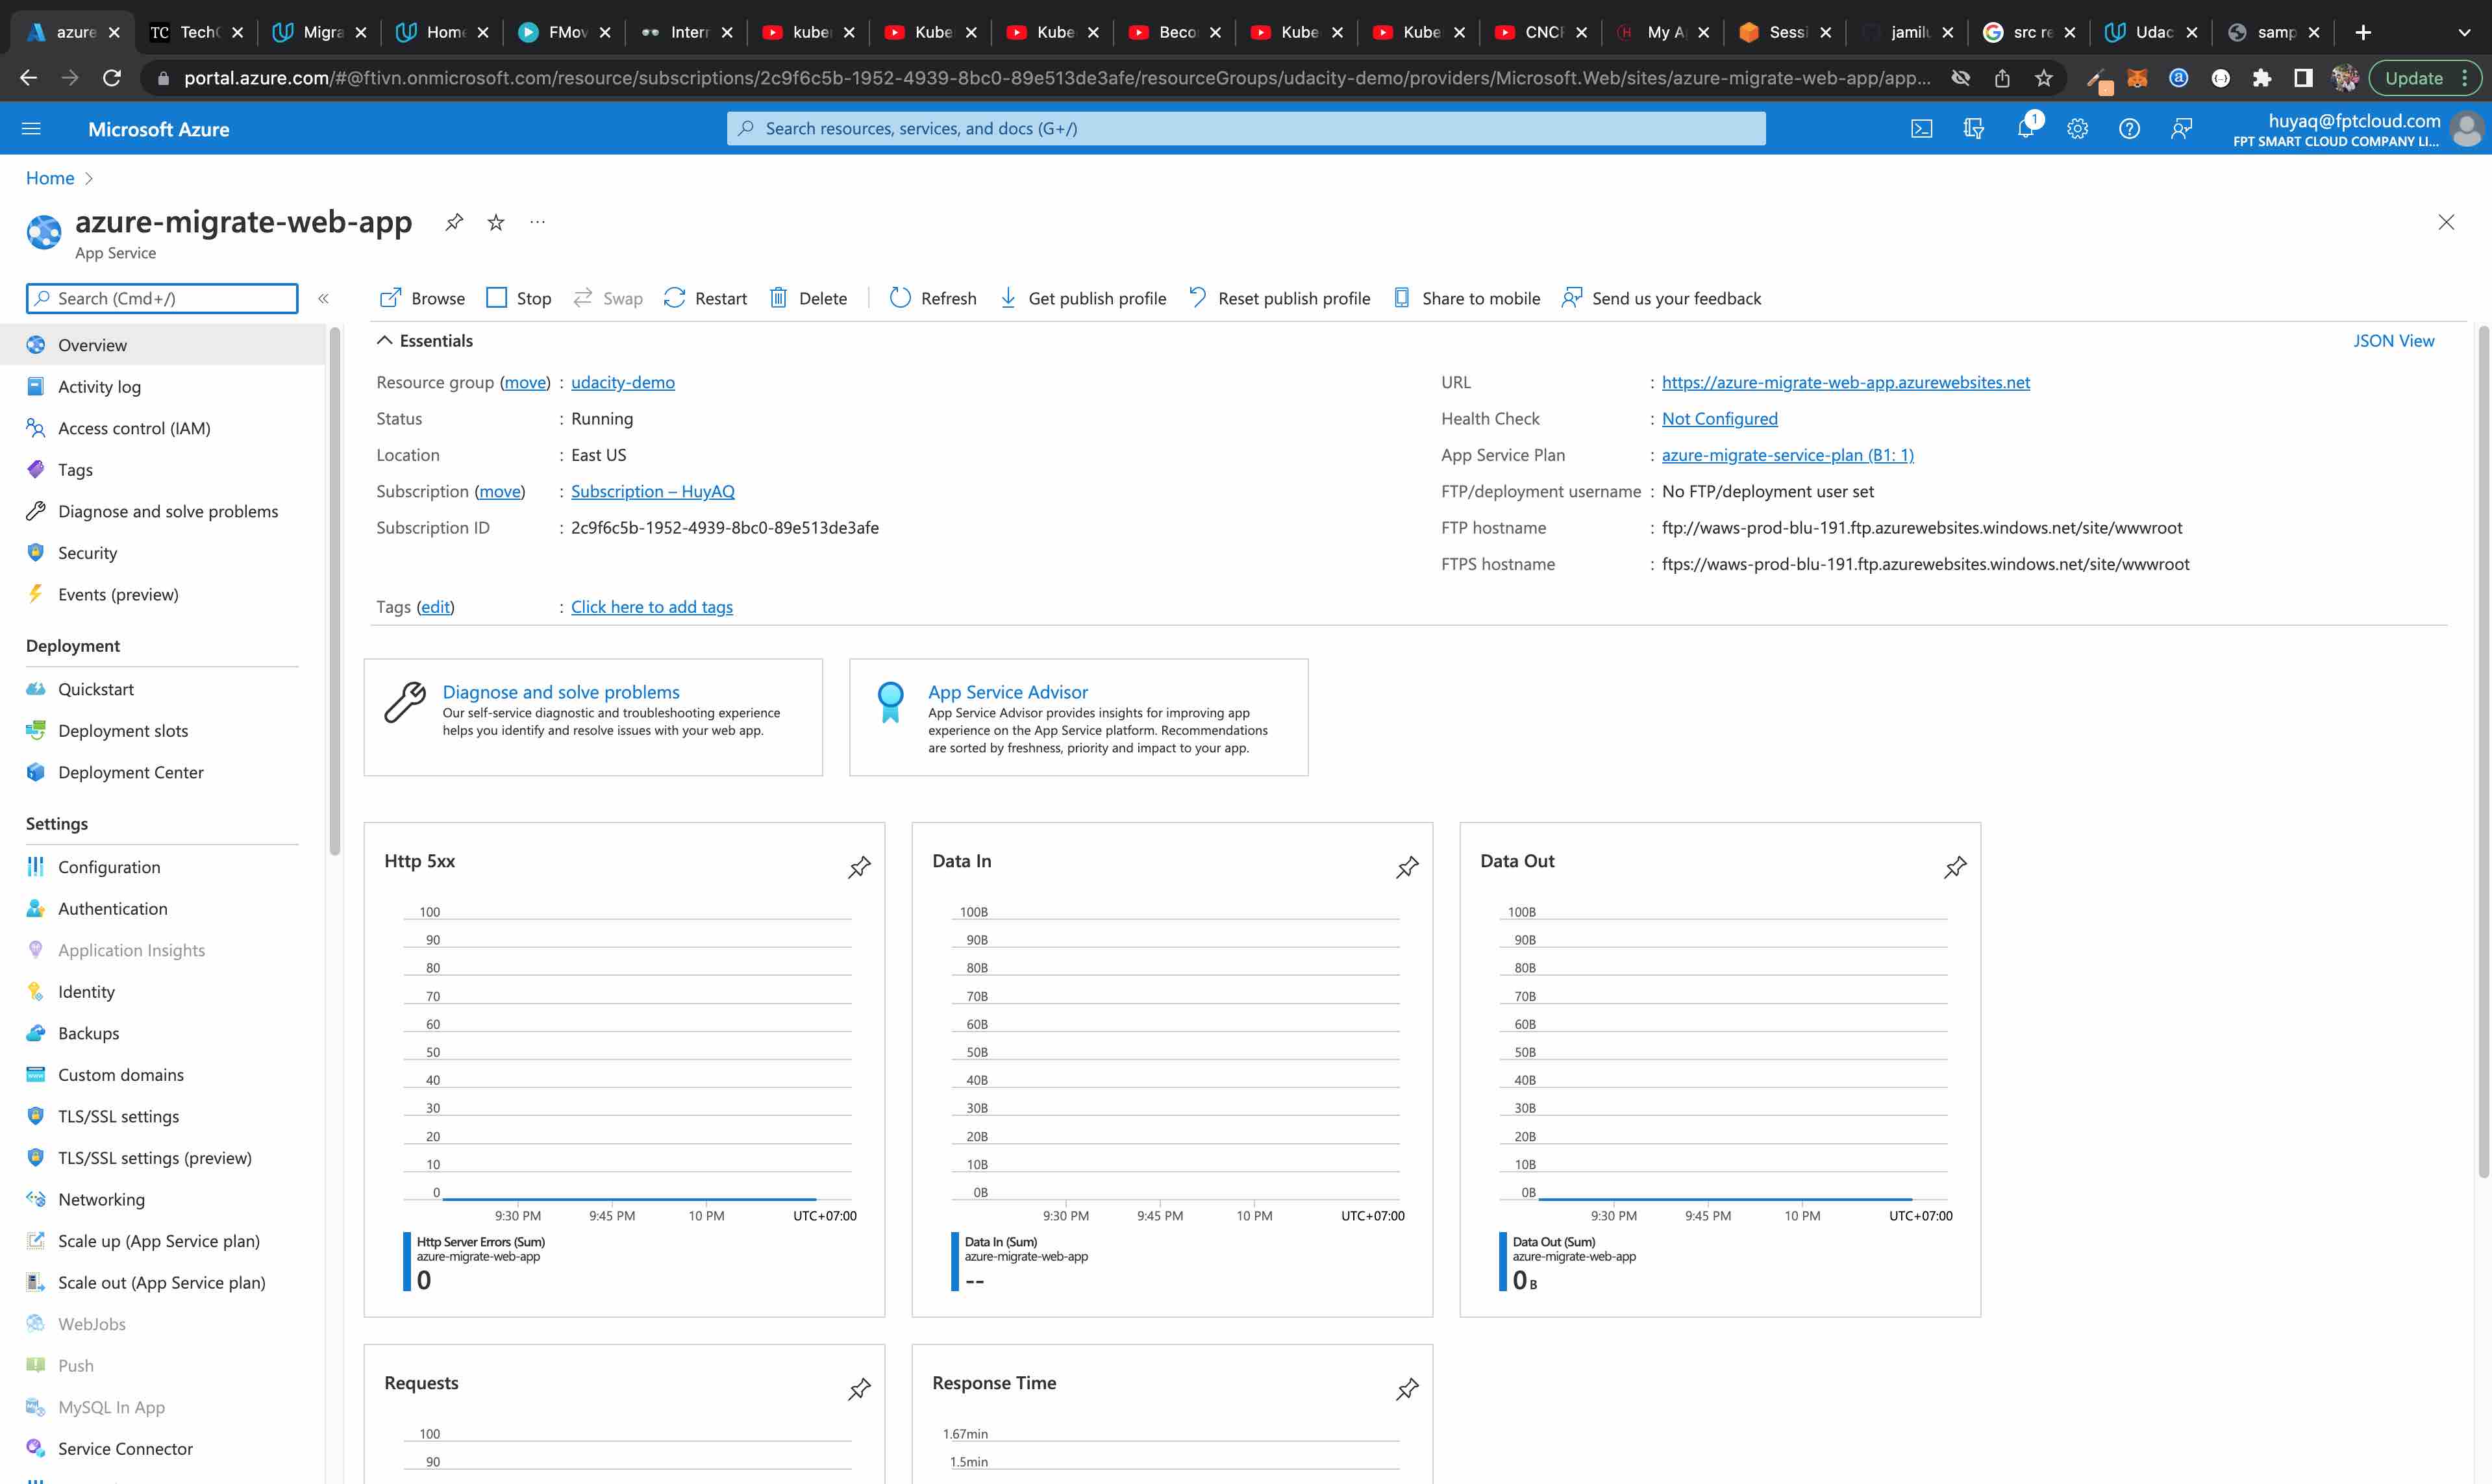 azure
TechC
Migra
Home
FMov
Intern
kuber
Kube
Kube
Beco
Kube
Kube
CNCF
My A
Sessi
jamilu
src re
Udac
samp
portal.azure.com/#@ftivn.onmicrosoft.com/resource/subscriptions/2c9f6c5b-1952-4939-8bc0-89e513de3afe/resourceGroups/udacity-demo/providers/Microsoft.Web/sites/azure-migrate-web-app/app...
Update
Microsoft Azure
Search resources, services, and docs (G+/)
1
huyaq@fptcloud.com
FPT SMART CLOUD COMPANY LI...
Home
azure-migrate-web-app
App Service
Search (Cmd+/)
Browse
Stop
Swap
Restart
Delete
Refresh
Get publish profile
Reset publish profile
Share to mobile
Send us your feedback
Overview
Activity log
Access control (IAM)
Tags
Diagnose and solve problems
Security
Events (preview)
Deployment
Quickstart
Deployment slots
Deployment Center
Settings
Configuration
Authentication
Application Insights
Identity
Backups
Custom domains
TLS/SSL settings
TLS/SSL settings (preview)
Networking
Scale up (App Service plan)
Scale out (App Service plan)
WebJobs
Push
MySQL In App
Service Connector
Essentials
JSON View
Resource group (move) : udacity-demo
Status : Running
Location : East US
Subscription (move) : Subscription – HuyAQ
Subscription ID : 2c9f6c5b-1952-4939-8bc0-89e513de3afe
Tags (edit) : Click here to add tags
URL : https://azure-migrate-web-app.azurewebsites.net
Health Check : Not Configured
App Service Plan : azure-migrate-service-plan (B1: 1)
FTP/deployment username : No FTP/deployment user set
FTP hostname : ftp://waws-prod-blu-191.ftp.azurewebsites.windows.net/site/wwwroot
FTPS hostname : ftps://waws-prod-blu-191.ftp.azurewebsites.windows.net/site/wwwroot
Diagnose and solve problems
Our self-service diagnostic and troubleshooting experience
helps you identify and resolve issues with your web app.
App Service Advisor
App Service Advisor provides insights for improving app
experience on the App Service platform. Recommendations
are sorted by freshness, priority and impact to your app.
Http 5xx
100
90
80
70
60
50
40
30
20
10
0
9:30 PM 9:45 PM 10 PM UTC+07:00
Http Server Errors (Sum)
azure-migrate-web-app
0
Data In
100B
90B
80B
70B
60B
50B
40B
30B
20B
10B
0B
9:30 PM 9:45 PM 10 PM UTC+07:00
Data In (Sum)
azure-migrate-web-app
--
Data Out
100B
90B
80B
70B
60B
50B
40B
30B
20B
10B
0B
9:30 PM 9:45 PM 10 PM UTC+07:00
Data Out (Sum)
azure-migrate-web-app
0 B
Requests
100
90
Response Time
1.67min
1.5min